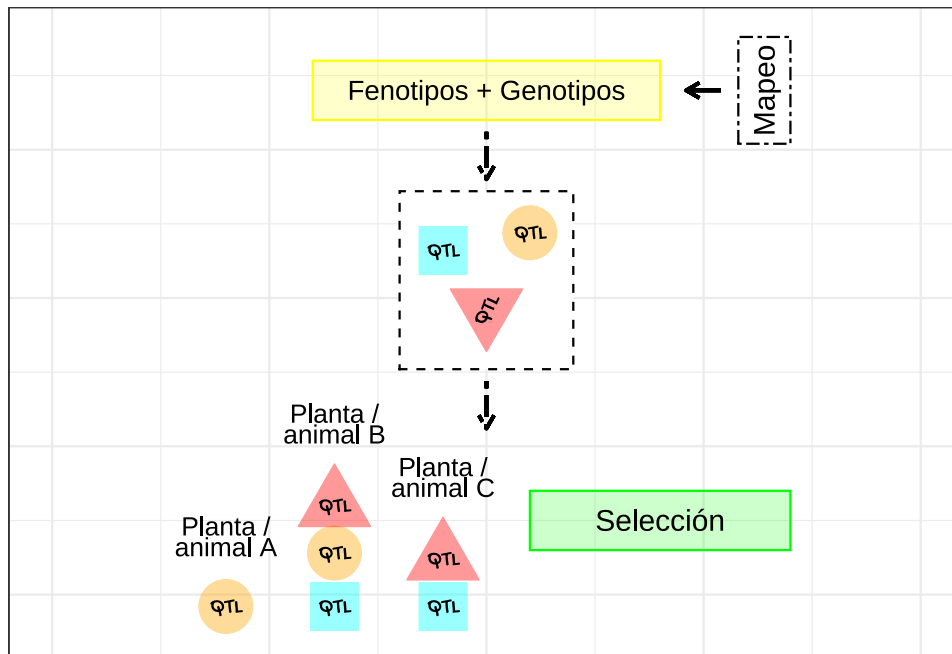 Fenotipos + Genotipos
Mapeo
QTL
QTL
QTL
Planta /
animal B
Planta /
animal C
QTL
Selección
Planta /
animal A
QTL
QTL
QTL
QTL
QTL